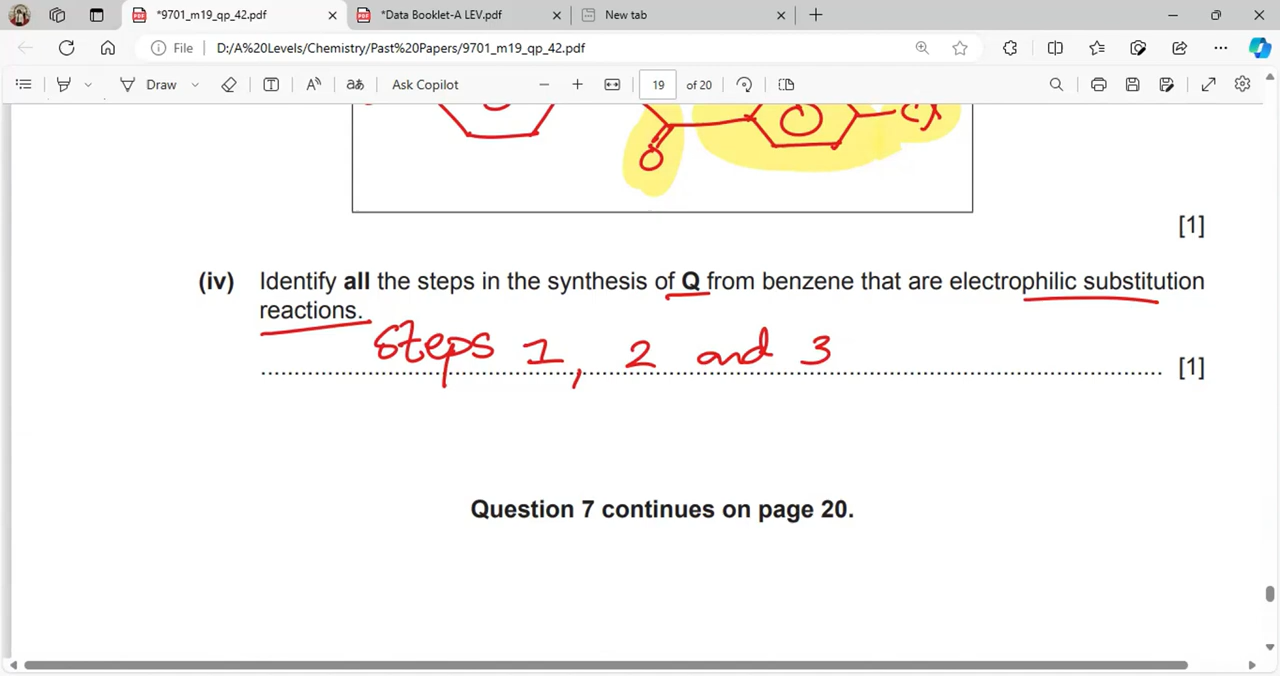 *9701_m19_qp_42.pdf
*Data Booklet-A LEV.pdf
New tab
File D:/A%20Levels/Chemistry/Past%20Papers/9701_m19_qp_42.pdf
Draw
Ask Copilot
19 of 20
O
[1]
(iv) Identify all the steps in the synthesis of Q from benzene that are electrophilic substitution
reactions.
steps 1, 2 and 3
[1]
Question 7 continues on page 20.